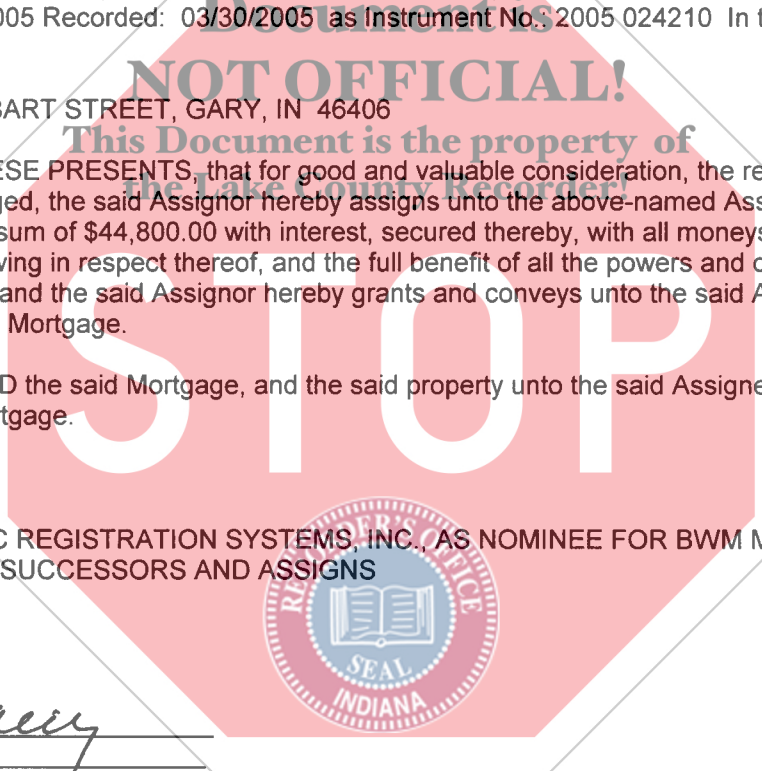 Document is
005 Recorded: 03/30/2005 as Instrument No.: 2005 024210 In t
NOT OFFICIAL!
BART STREET, GARY, IN 46406
This Document is the property of
ESE PRESENTS, that for good and valuable consideration, the re
the Lake County Recorder!
ged, the said Assignor hereby assigns unto the above-named Ass
sum of $44,800.00 with interest, secured thereby, with all moneys
ving in respect thereof, and the full benefit of all the powers and
and the said Assignor hereby grants and conveys unto the said A
Mortgage.
STOP
D the said Mortgage, and the said property unto the said Assigne
tgage.
C REGISTRATION SYSTEMS, INC., AS NOMINEE FOR BWM M
/SUCCESSORS AND ASSIGNS
RECORDER'S OFFICE
SEAL
INDIANA